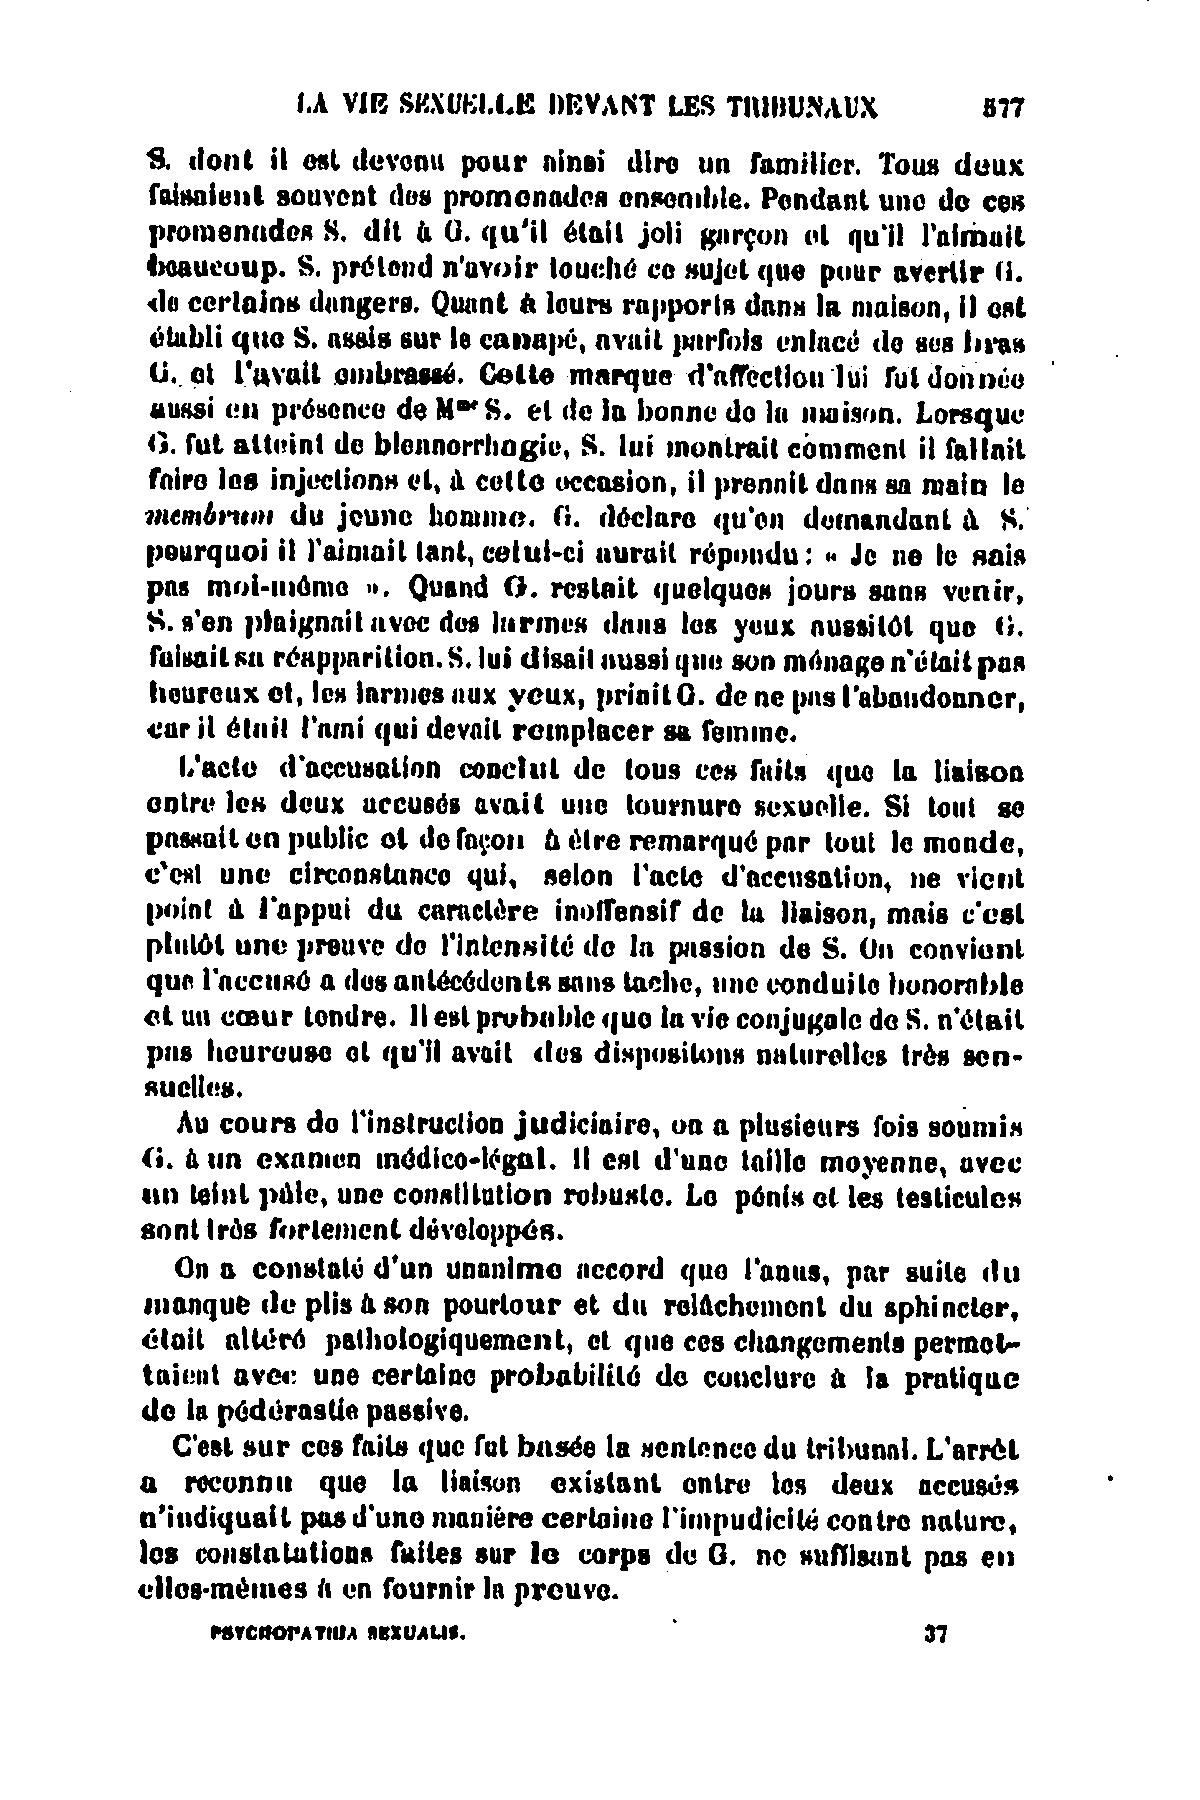 LA VIE SEXUELLE DEVANT LES TRIBUNAUX 577
S. dont il est devenu pour ainsi dire un familier. Tous deux
faisaient souvent des promenades ensemble. Pendant une de ces
promenades S. dit à G. qu'il était joli garçon et qu'il l'aimait
beaucoup. S. prétend n'avoir touché ce sujet que pour avertir G.
de certains dangers. Quant à leurs rapports dans la maison, il est
établi que S. assis sur le canapé, avait parfois enlacé de ses bras
G. et l'avait embrassé. Cette marque d'affection lui fut donnée
aussi en présence de Mme S. et de la bonne de la maison. Lorsque
G. fut atteint de blennorrhagie, S. lui montrait comment il fallait
faire les injections et, à cette occasion, il prenait dans sa main le
membrum du jeune homme. G. déclare qu'en demandant à S.
pourquoi il l'aimait tant, celui-ci aurait répondu : « Je ne le sais
pas moi-même ». Quand G. restait quelques jours sans venir,
S. s'en plaignait avec des larmes dans les yeux aussitôt que G.
faisait sa réapparition. S. lui disait aussi que son ménage n'était pas
heureux et, les larmes aux yeux, priait G. de ne pas l'abandonner,
car il était l'ami qui devait remplacer sa femme.
L'acte d'accusation conclut de tous ces faits que la liaison
entre les deux accusés avait une tournure sexuelle. Si tout se
passait en public et de façon à être remarqué par tout le monde,
c'est une circonstance qui, selon l'acte d'accusation, ne vient
point à l'appui du caractère inoffensif de la liaison, mais c'est
plutôt une preuve de l'intensité de la passion de S. On convient
que l'accusé a des antécédents sans tache, une conduite honorable
et un cœur tendre. Il est probable que la vie conjugale de S. n'était
pas heureuse et qu'il avait des dispositons naturelles très sen-
suelles.
Au cours de l'instruction judiciaire, on a plusieurs fois soumis
G. à un examen médico-légal. Il est d'une taille moyenne, avec
un teint pâle, une constitution robuste. Le pénis et les testicules
sont très fortement développés.
On a constaté d'un unanime accord que l'anus, par suite du
manque de plis à son pourtour et du relâchement du sphincter,
était altéré pathologiquement, et que ces changements permet-
taient avec une certaine probabilité de conclure à la pratique
de la pédérastie passive.
C'est sur ces faits que fut basée la sentence du tribunal. L'arrêt
a reconnu que la liaison existant entre les deux accusés
n'indiquait pas d'une manière certaine l'impudicité contre nature,
les constatations faites sur le corps de G. ne suffisant pas en
elles-mêmes à en fournir la preuve.
PSYCHOPATHIA SEXUALIS. 37